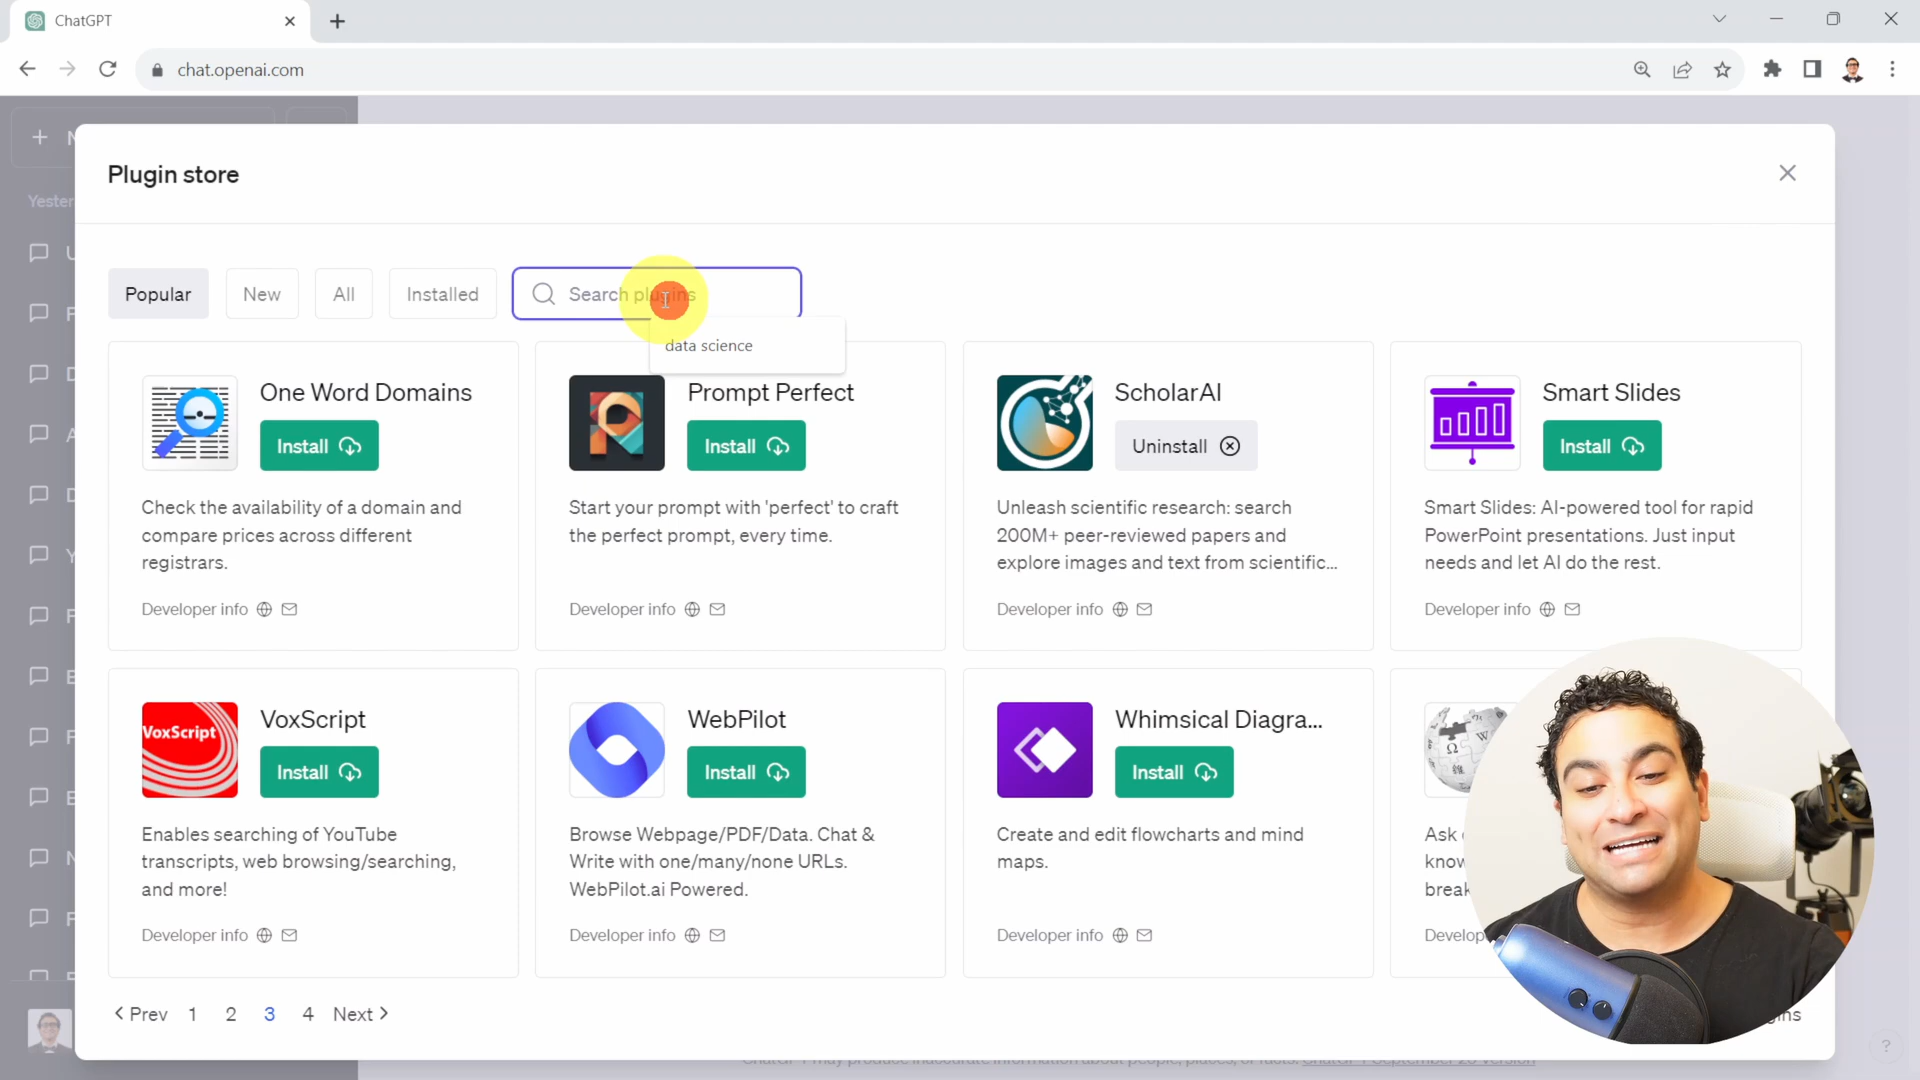 ChatGPT
chat.openai.com
Yester
Plugin store
Popular
New
All
Installed
Search plugins
data science
One Word Domains
Install
Check the availability of a domain and
compare prices across different
registrars.
Developer info
Prompt Perfect
Install
Start your prompt with 'perfect' to craft
the perfect prompt, every time.
Developer info
ScholarAI
Uninstall
Unleash scientific research: search
200M+ peer-reviewed papers and
explore images and text from scientific...
Developer info
Smart Slides
Install
Smart Slides: AI-powered tool for rapid
PowerPoint presentations. Just input
needs and let AI do the rest.
Developer info
VoxScript
VoxScript
Install
Enables searching of YouTube
transcripts, web browsing/searching,
and more!
Developer info
WebPilot
Install
Browse Webpage/PDF/Data. Chat &
Write with one/many/none URLs.
WebPilot.ai Powered.
Developer info
Whimsical Diagra...
Install
Create and edit flowcharts and mind
maps.
Developer info
Ask
know
break
Develop
Prev 1 2 3 4 Next